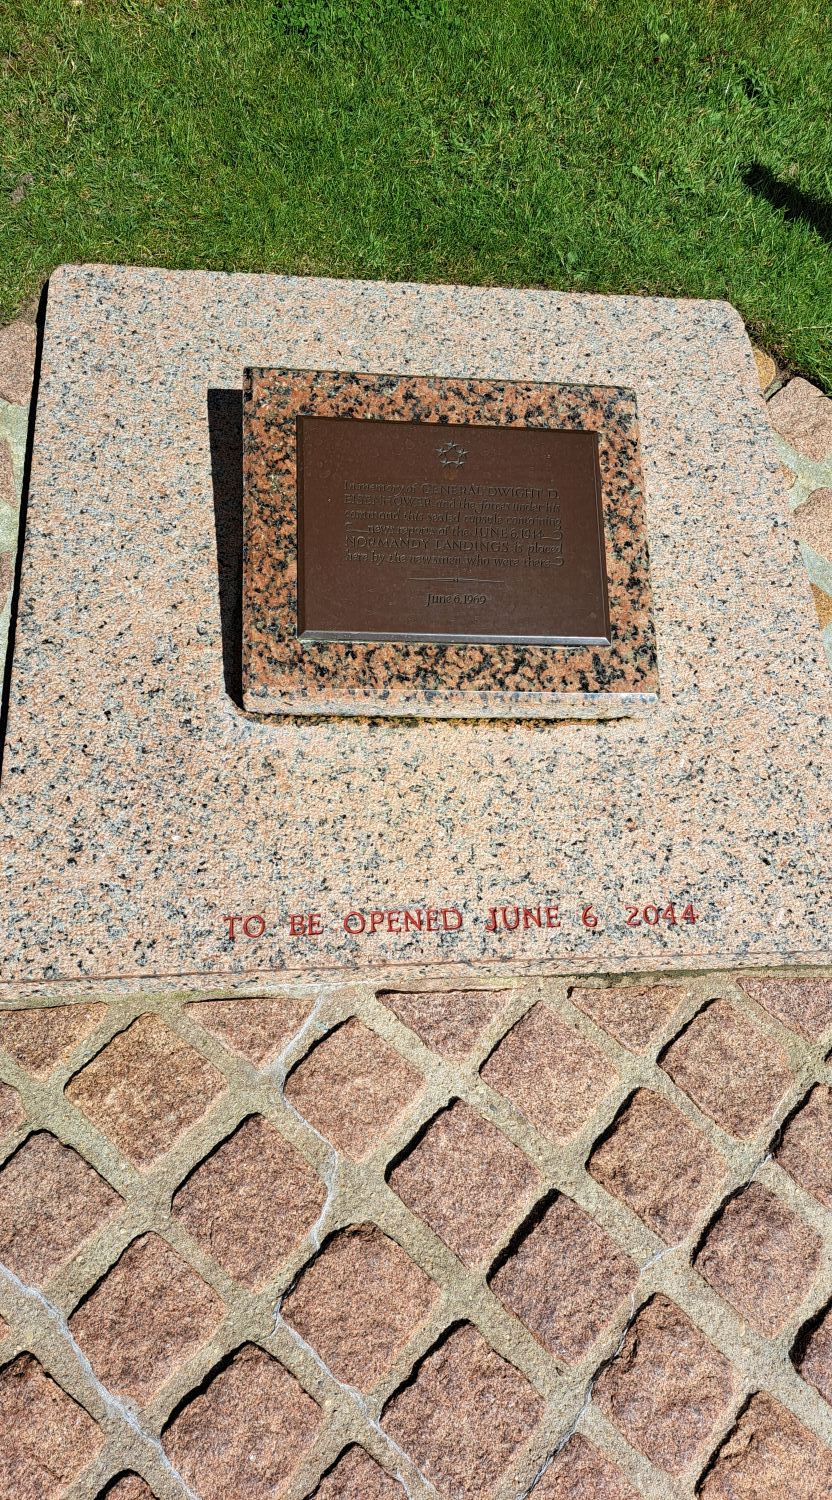 In memory of GENERAL DWIGHT D.
EISENHOWER and the forces under his
command this sealed capsule containing
news reports of the JUNE 6, 1944
NORMANDY LANDINGS is placed
here by the newsmen who were there
June 6, 1969
TO BE OPENED JUNE 6 2044